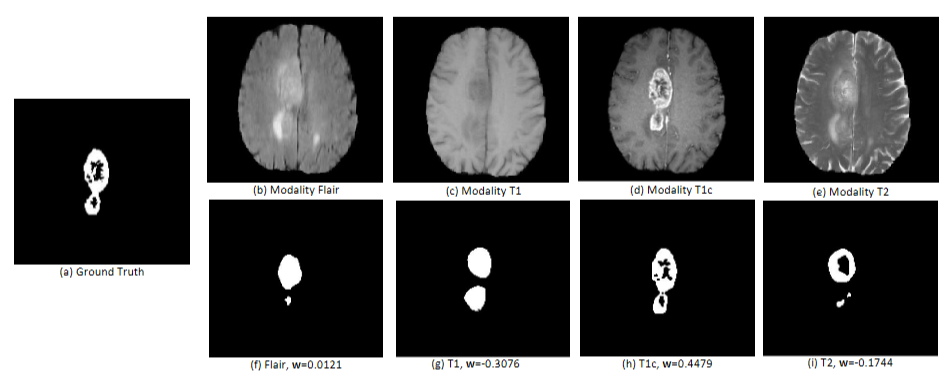 (b) Modality Flair
(c) Modality T1
(d) Modality T1c
(e) Modality T2
(a) Ground Truth
(f) Flair, w=0.0121
(g) T1, w=-0.3076
(h) T1c, w=0.4479
(i) T2, w=-0.1744